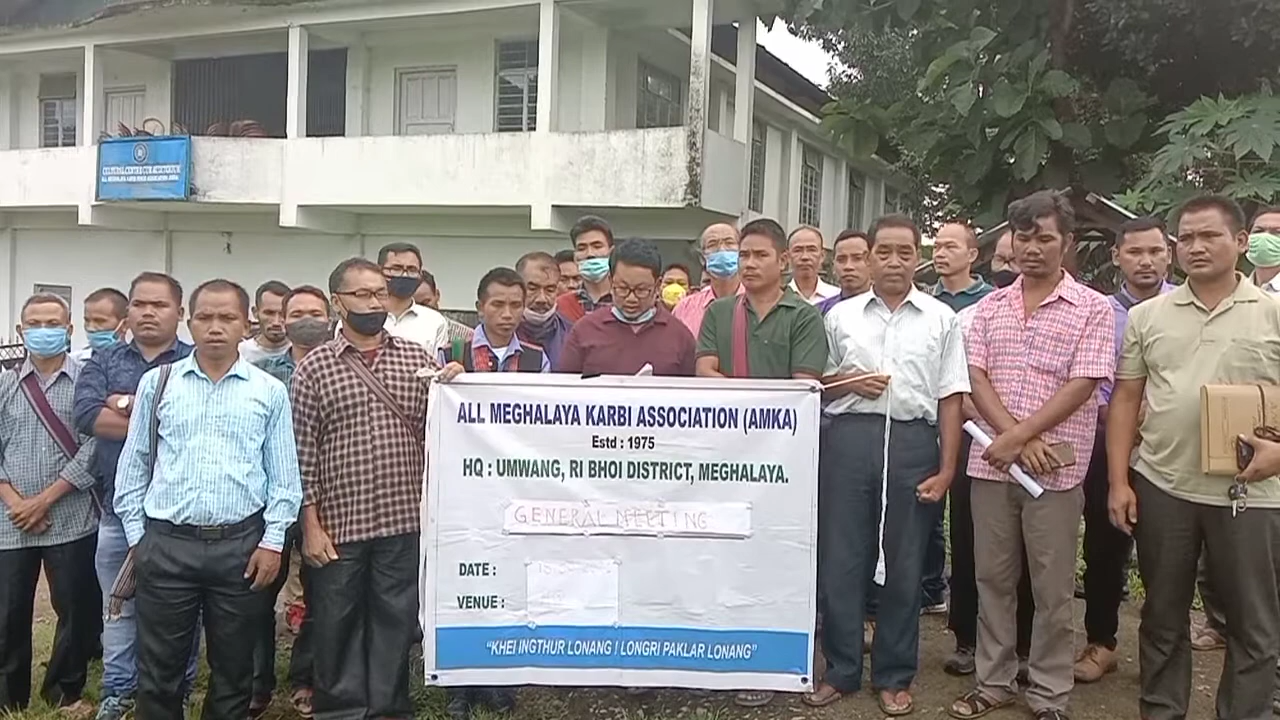 ALL MEGHALAYA KARBI ASSOCIATION (AMKA)
Estd : 1975
HQ : UMWANG, RI BHOI DISTRICT, MEGHALAYA.
GENERAL MEETING
DATE :
VENUE :
"KHEI INGTHUR LONANG I LONGRI PAKLAR LONANG"